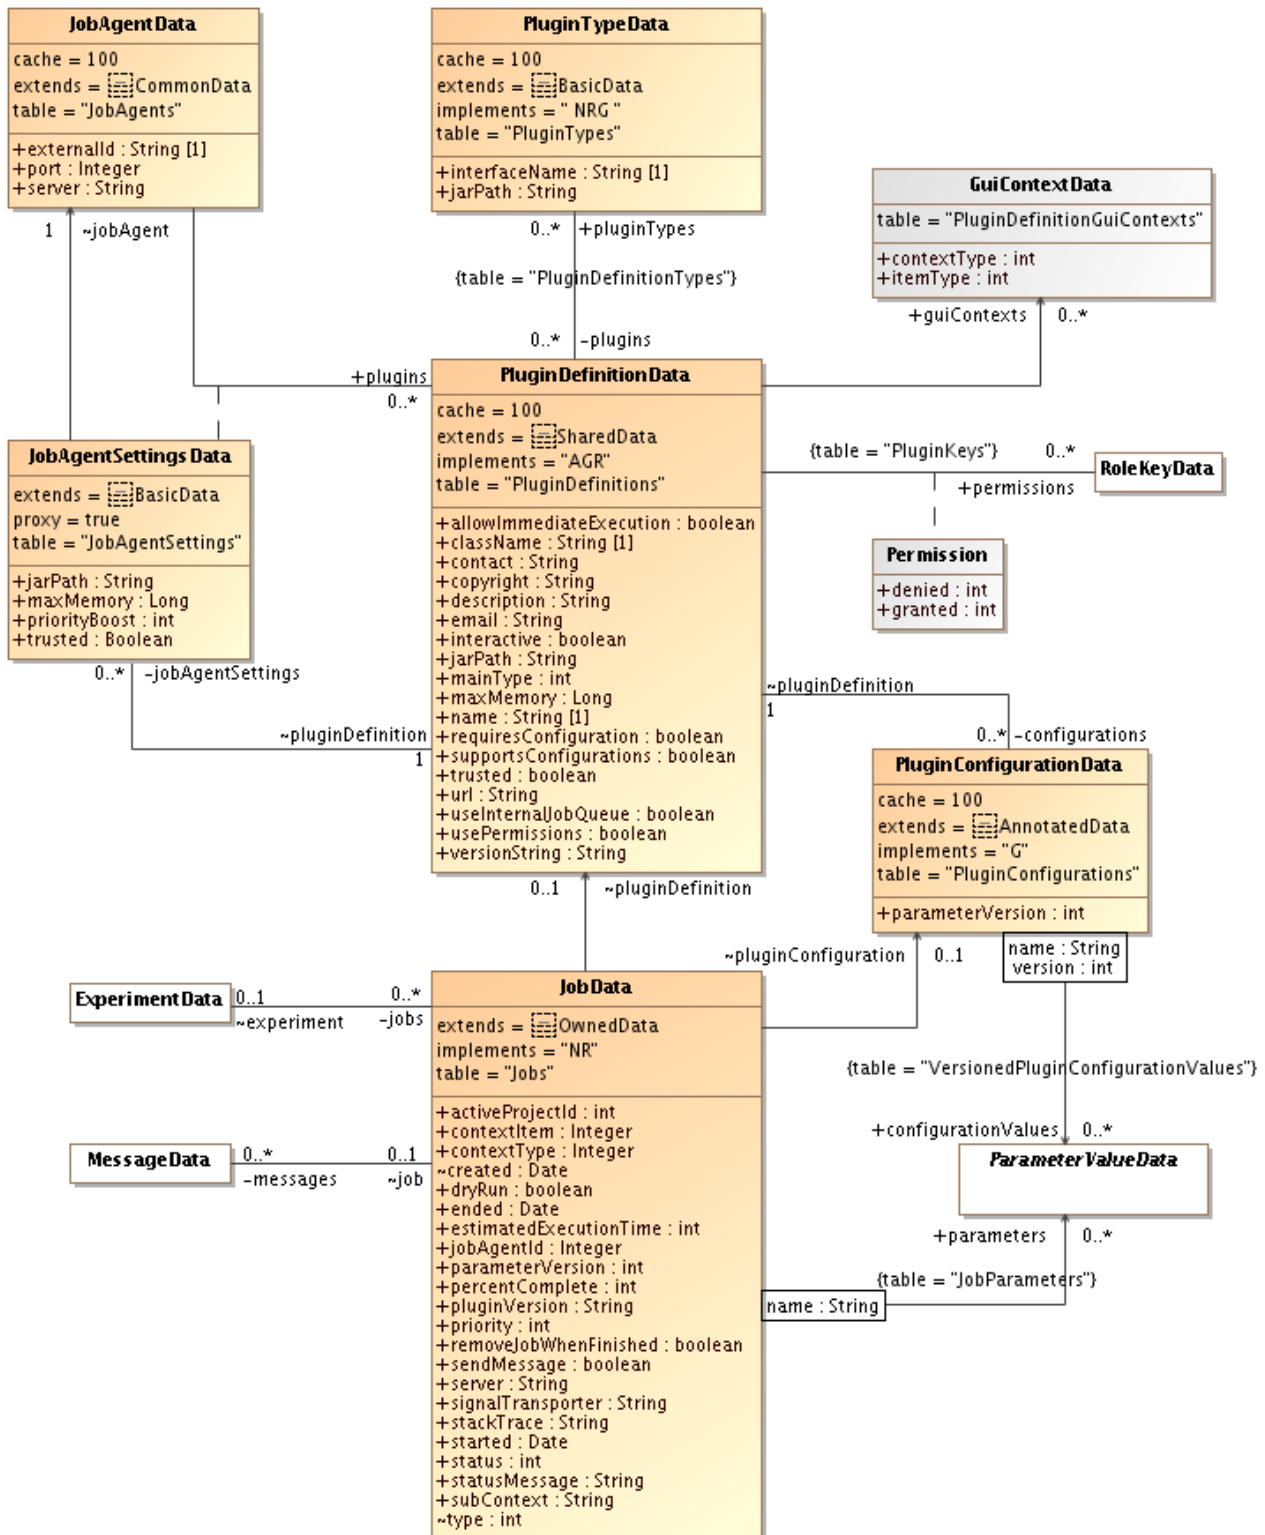 JobAgentData
cache = 100
extends = CommonData
table = "JobAgents"
+externalId : String [1]
+port : Integer
+server : String
PluginTypeData
cache = 100
extends = BasicData
implements = " NRG "
table = "PluginTypes"
+interfaceName : String [1]
+jarPath : String
GuiContextData
table = "PluginDefinitionGuiContexts"
+contextType : int
+itemType : int
1 ~jobAgent
0..* +pluginTypes
{table = "PluginDefinitionTypes"}
0..* -plugins
+guiContexts 0..*
+plugins
0..*
PluginDefinitionData
cache = 100
extends = SharedData
implements = "AGR"
table = "PluginDefinitions"
+allowImmediateExecution : boolean
+className : String [1]
+contact : String
+copyright : String
+description : String
+email : String
+interactive : boolean
+jarPath : String
+mainType : int
+maxMemory : Long
+name : String [1]
+requiresConfiguration : boolean
+supportsConfigurations : boolean
+trusted : boolean
+url : String
+useInternalJobQueue : boolean
+usePermissions : boolean
+versionString : String
JobAgentSettings Data
extends = BasicData
proxy = true
table = "JobAgentSettings"
+jarPath : String
+maxMemory : Long
+priorityBoost : int
+trusted : Boolean
0..* -jobAgentSettings
~pluginDefinition
1
{table = "PluginKeys"} 0..*
+permissions
RoleKeyData
Permission
+denied : int
+granted : int
~pluginDefinition
1
0..* -configurations
PluginConfigurationData
cache = 100
extends = AnnotatedData
implements = "G"
table = "PluginConfigurations"
+parameterVersion : int
name : String
version : int
0..1 ~pluginDefinition
~pluginConfiguration 0..1
ExperimentData
0..1 0..*
~experiment -jobs
MessageData
0..* 0..1
-messages ~job
JobData
extends = OwnedData
implements = "NR"
table = "Jobs"
+activeProjectId : int
+contextItem : Integer
+contextType : Integer
~created : Date
+dryRun : boolean
+ended : Date
+estimatedExecutionTime : int
+jobAgentId : Integer
+parameterVersion : int
+percentComplete : int
+pluginVersion : String
+priority : int
+removeJobWhenFinished : boolean
+sendMessage : boolean
+server : String
+signalTransporter : String
+stackTrace : String
+started : Date
+status : int
+statusMessage : String
+subContext : String
~type : int
{table = "VersionedPluginConfigurationValues"}
+configurationValues 0..*
ParameterValueData
+parameters 0..*
{table = "JobParameters"}
name : String